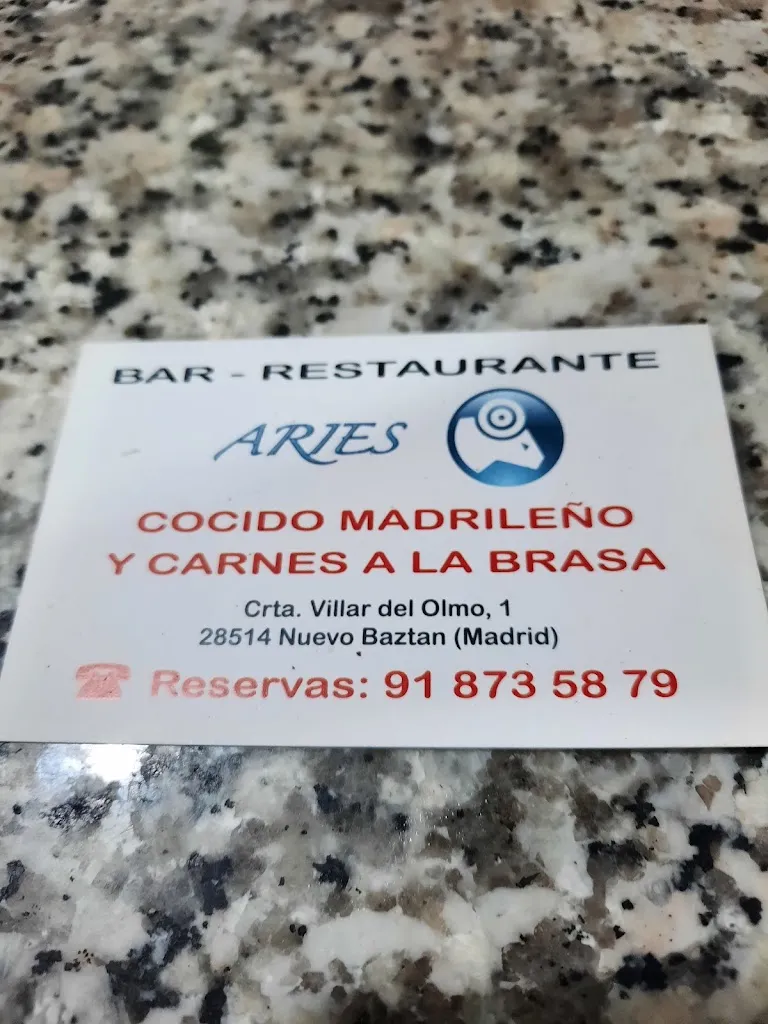 BAR - RESTAURANTE
ARIES
COCIDO MADRILEÑO
Y CARNES A LA BRASA
Crta. Villar del Olmo, 1
28514 Nuevo Baztan (Madrid)
Reservas: 91 873 58 79